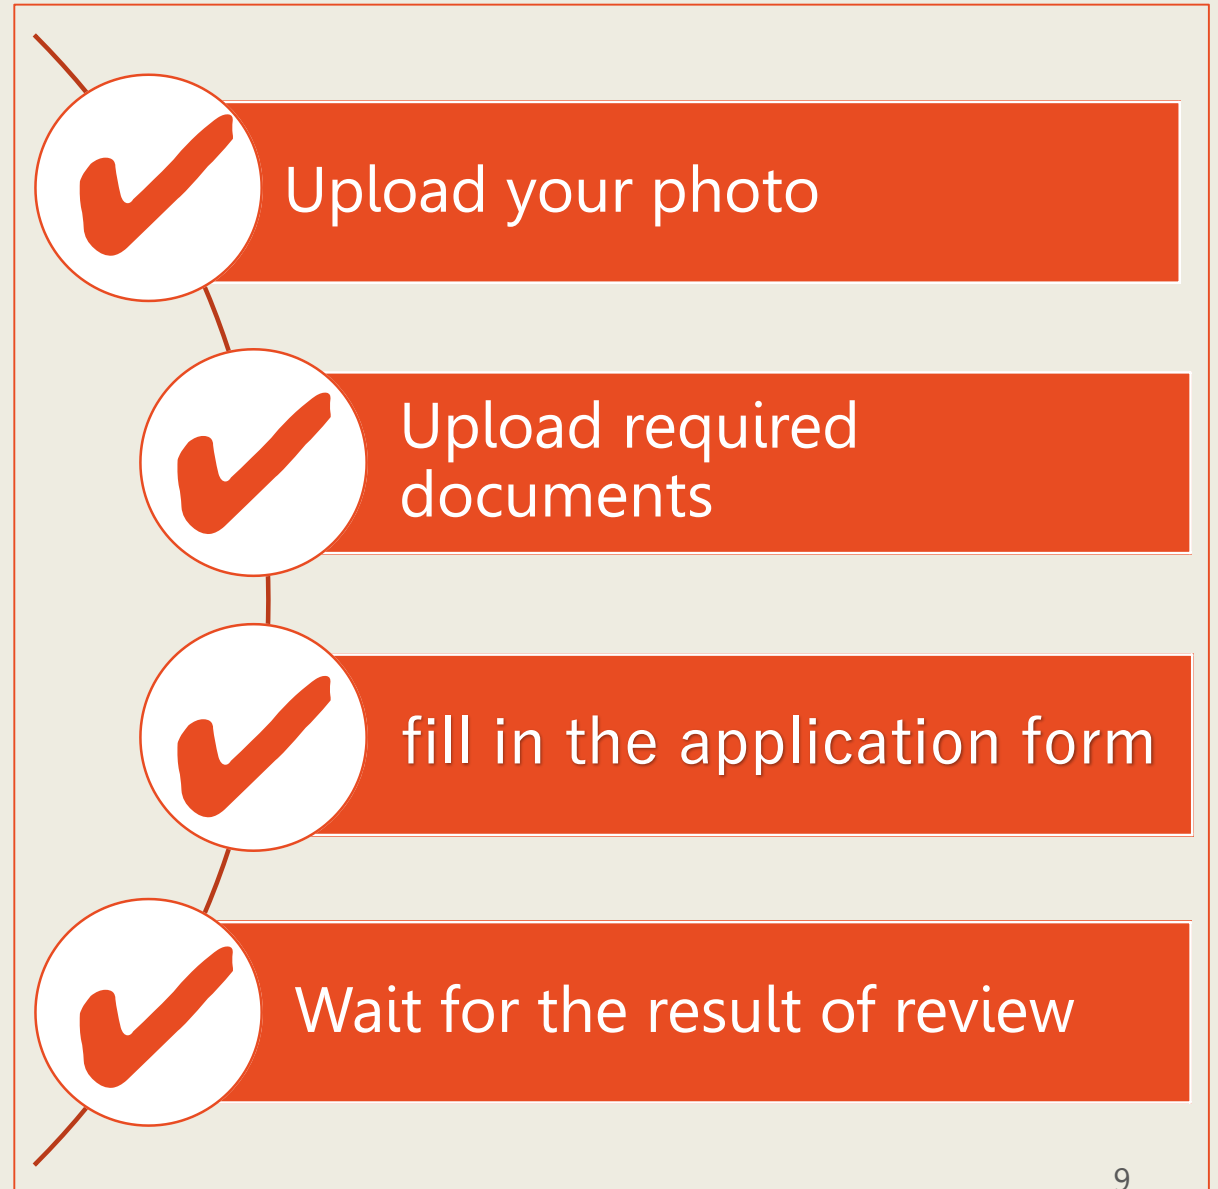 Upload your photo
Upload required
documents
fill in the application form
Wait for the result of review
9